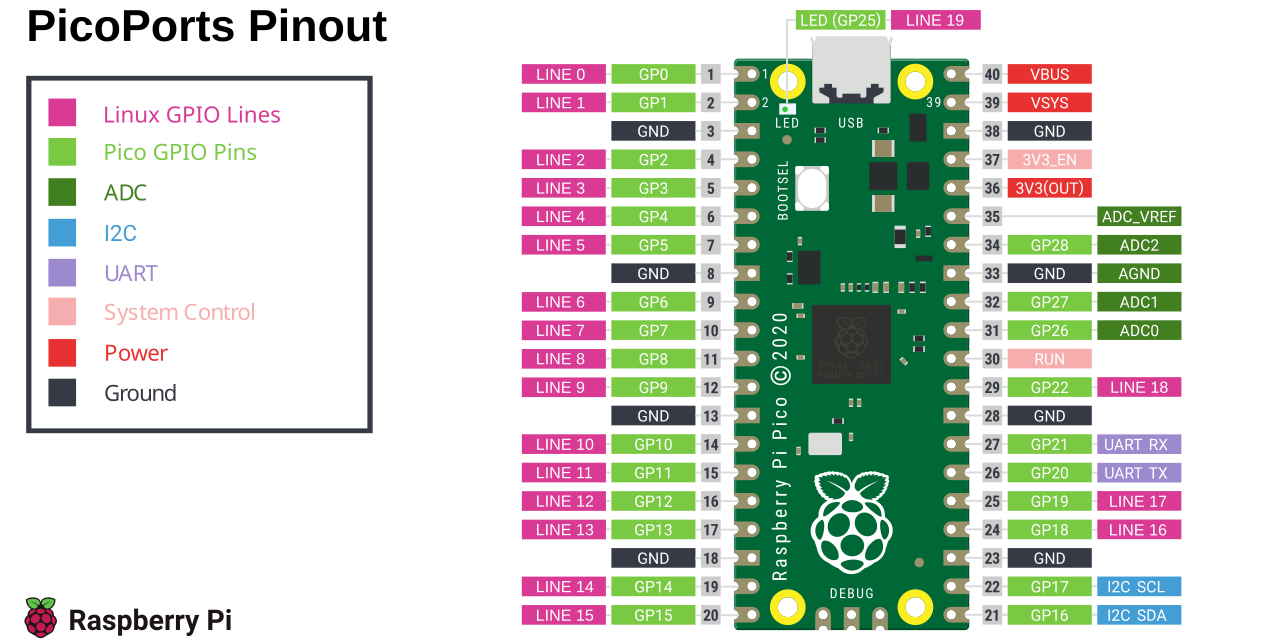 PicoPorts Pinout
LED (GP25) LINE 19
Linux GPIO Lines
Pico GPIO Pins
ADC
I2C
UART
System Control
Power
Ground
LINE 0 GP0 1 1 40 VBUS
LINE 1 GP1 2 2 39 39 VSYS
LED USB
GND 3 38 GND
LINE 2 GP2 4 37 3V3_EN
LINE 3 GP3 5 36 3V3(OUT)
BOOTSEL
LINE 4 GP4 6 35 ADC_VREF
LINE 5 GP5 7 34 GP28 ADC2
GND 8 33 GND AGND
LINE 6 GP6 9 32 GP27 ADC1
LINE 7 GP7 10 31 GP26 ADC0
LINE 8 GP8 11 30 RUN
LINE 9 GP9 12 29 GP22 LINE 18
GND 13 28 GND
LINE 10 GP10 14 27 GP21 UART RX
LINE 11 GP11 15 26 GP20 UART TX
LINE 12 GP12 16 25 GP19 LINE 17
LINE 13 GP13 17 24 GP18 LINE 16
Raspberry Pi Pico ©2020
GND 18 23 GND
LINE 14 GP14 19 22 GP17 I2C SCL
DEBUG
LINE 15 GP15 20 21 GP16 I2C SDA
Raspberry Pi